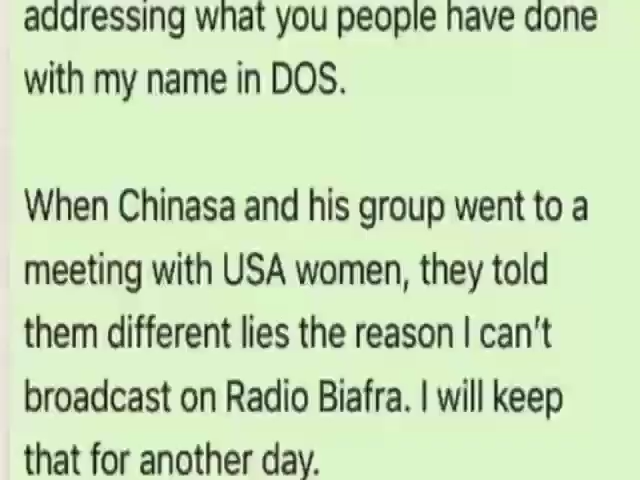 addressing what you people have done
with my name in DOS.
When Chinasa and his group went to a
meeting with USA women, they told
them different lies the reason I can't
broadcast on Radio Biafra. I will keep
that for another day.